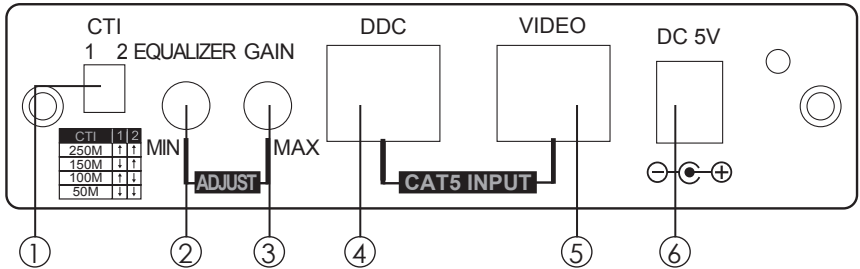 CTI
1 2 EQUALIZER GAIN
DDC
VIDEO
DC 5V
CTI 1 2
250M ↑ ↑
150M ↓ ↑
100M ↑ ↓
50M ↓ ↓
MIN
MAX
ADJUST
CAT5 INPUT
① ② ③ ④ ⑤ ⑥